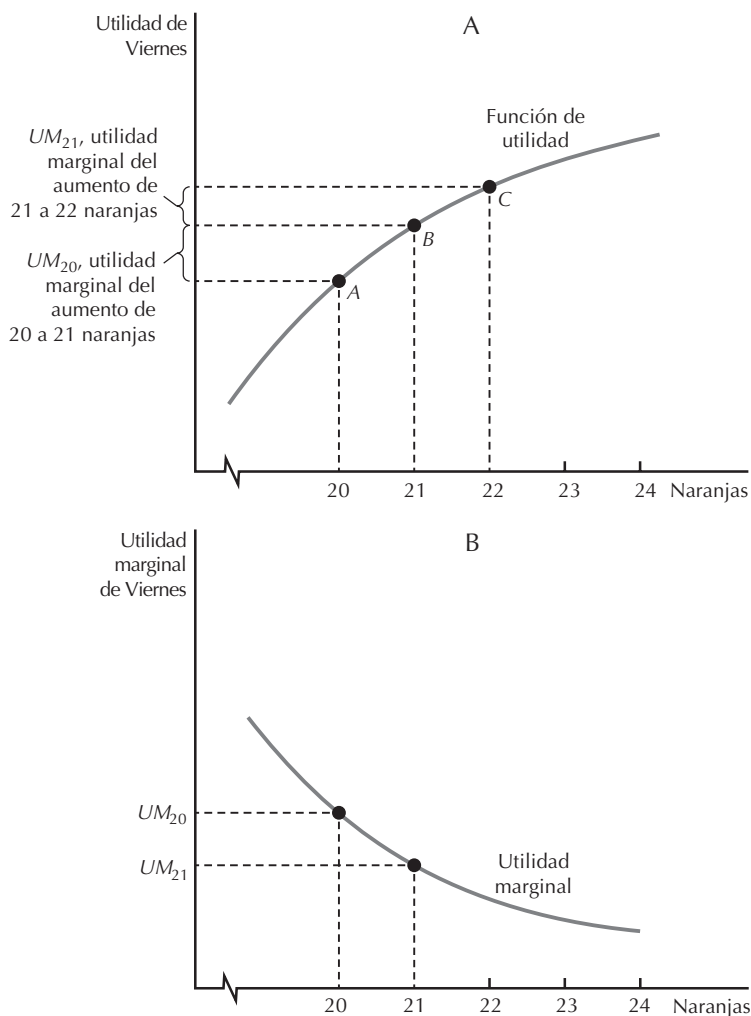 Utilidad de
Viernes
A
Función de
utilidad
UM21, utilidad
marginal del
aumento de
21 a 22 naranjas
C
B
UM20, utilidad
marginal del
aumento de
20 a 21 naranjas
A
20 21 22 23 24 Naranjas
Utilidad
marginal
de Viernes
B
UM20
UM21
Utilidad
marginal
20 21 22 23 24 Naranjas